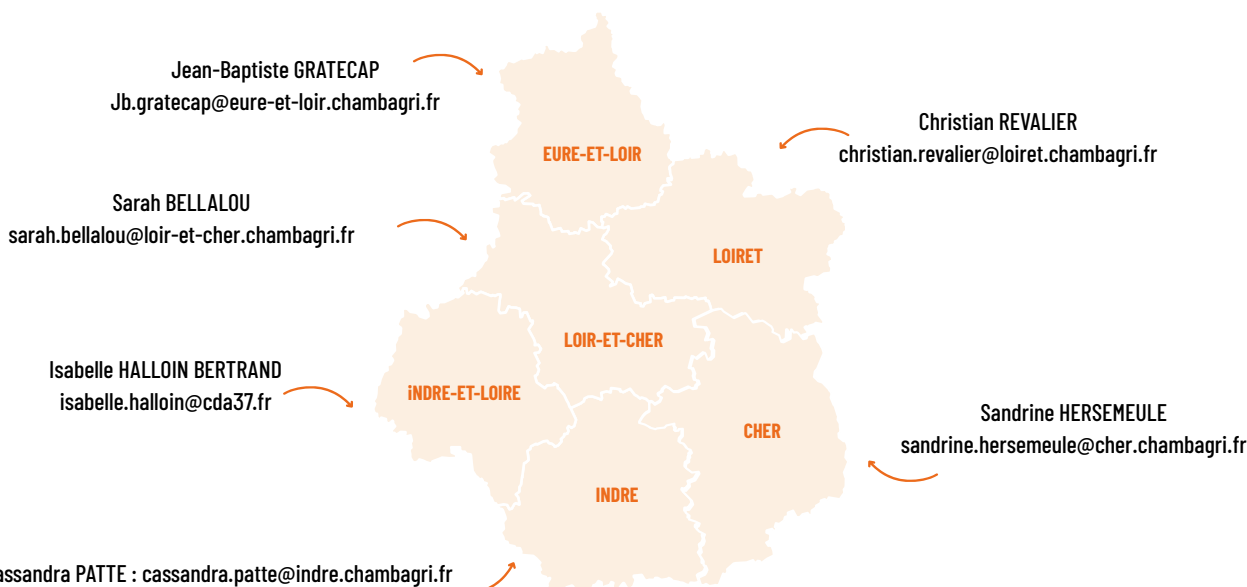 Jean-Baptiste GRATECAP
Jb.gratecap@eure-et-loir.chambagri.fr
Christian REVALIER
christian.revalier@loiret.chambagri.fr
EURE-ET-LOIR
Sarah BELLALOU
sarah.bellalou@loir-et-cher.chambagri.fr
LOIRET
LOIR-ET-CHER
Isabelle HALLOIN BERTRAND
isabelle.halloin@cda37.fr
iNDRE-ET-LOIRE
Sandrine HERSEMEULE
sandrine.hersemeule@cher.chambagri.fr
CHER
INDRE
assandra PATTE : cassandra.patte@indre.chambagri.fr